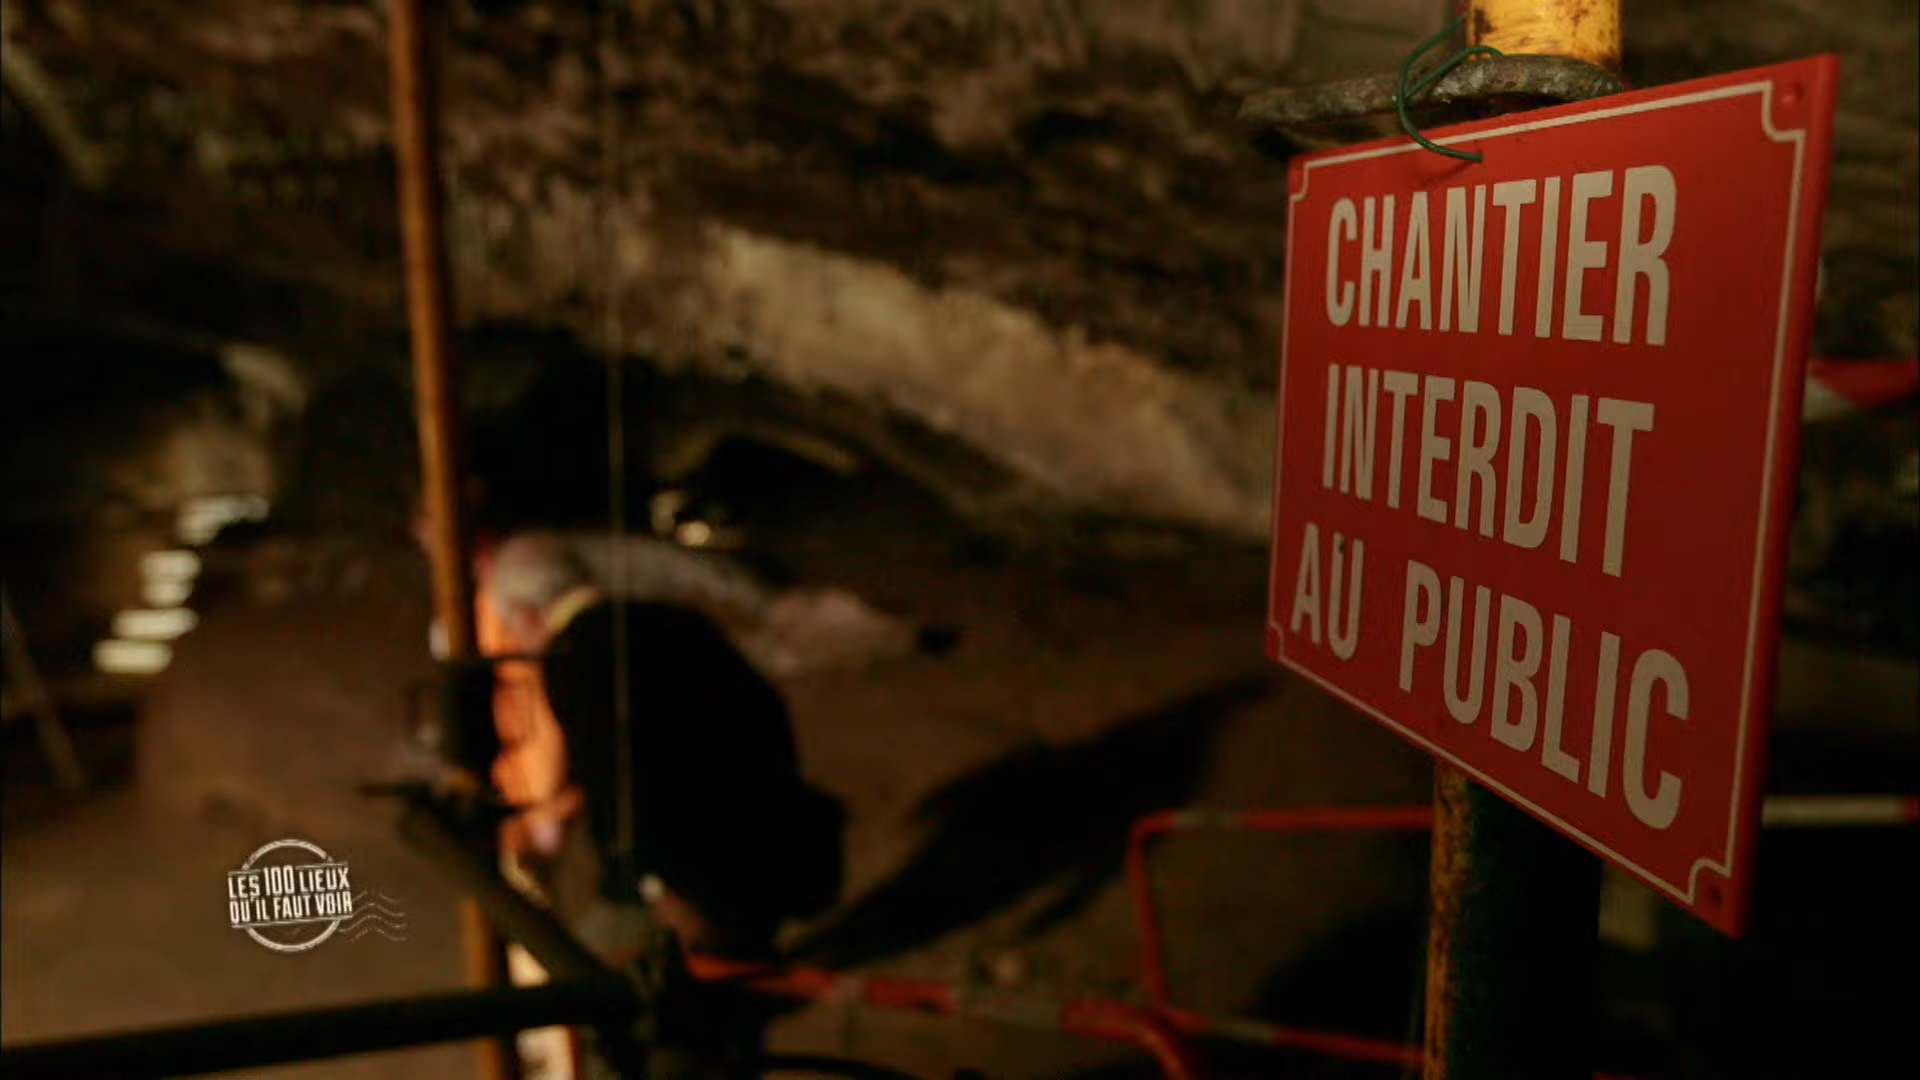 CHANTIER
INTERDIT
AU PUBLIC
LES 100 LIEUX
QU'IL FAUT VOIR